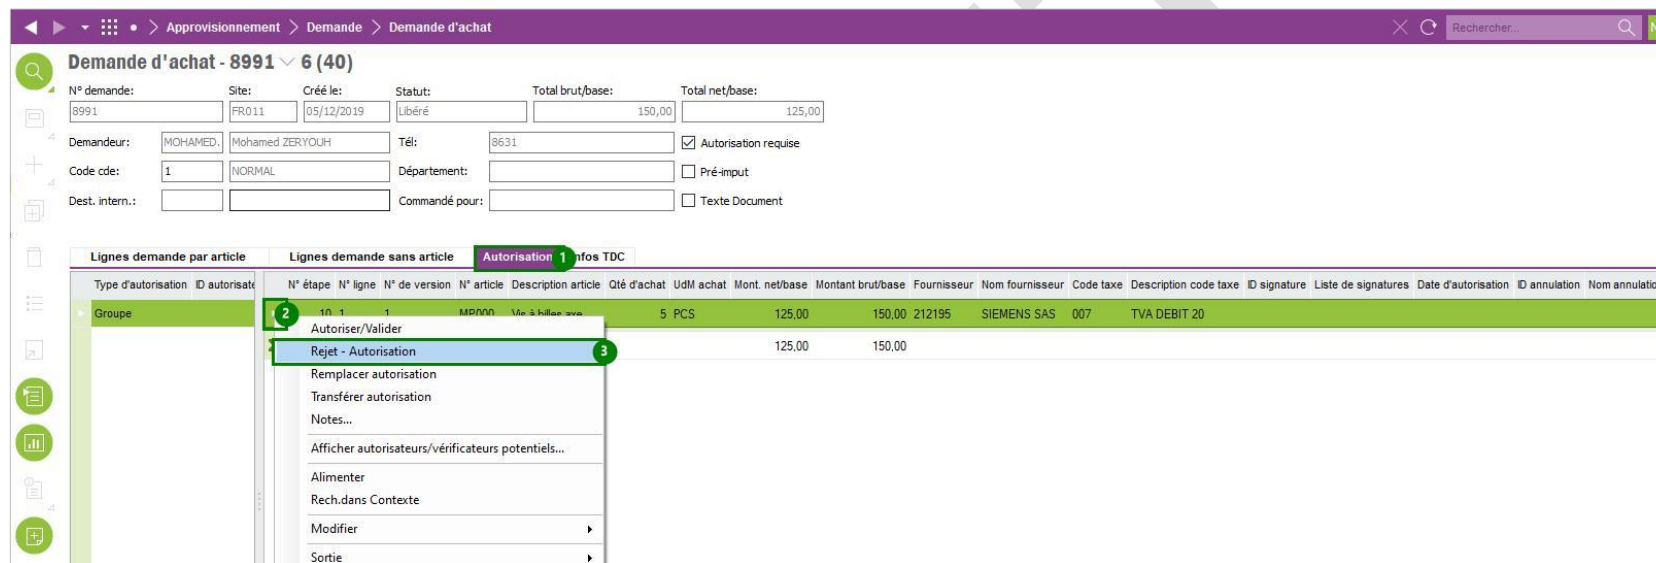 Approvisionnement > Demande > Demande d'achat
Rechercher...
Demande d'achat - 8991 6 (40)
N° demande: Site: Créé le: Statut: Total brut/base: Total net/base:
8991 FR011 05/12/2019 Libéré 150,00 125,00
Demandeur: MOHAMED. Mohamed ZERYOUH Tél: 8631 Autorisation requise
Code cde: 1 NORMAL Département: Pré-imput
Dest. intern.: Commandé pour: Texte Document
Lignes demande par article Lignes demande sans article Autorisation 1 Infos TDC
Type d'autorisation ID autorisate N° étape N° ligne N° de version N° article Description article Qté d'achat UdM achat Mont. net/base Montant brut/base Fournisseur Nom fournisseur Code taxe Description code taxe ID signature Liste de signatures Date d'autorisation ID annulation Nom annulatio
Groupe 2 10 1 1 MP000 Vis à billes axe 5 PCS 125,00 150,00 212195 SIEMENS SAS 007 TVA DEBIT 20
Autoriser/Valider
Rejet - Autorisation 3 125,00 150,00
Remplacer autorisation
Transférer autorisation
Notes...
Afficher autorisateurs/vérificateurs potentiels...
Alimenter
Rech.dans Contexte
Modifier
Sortie